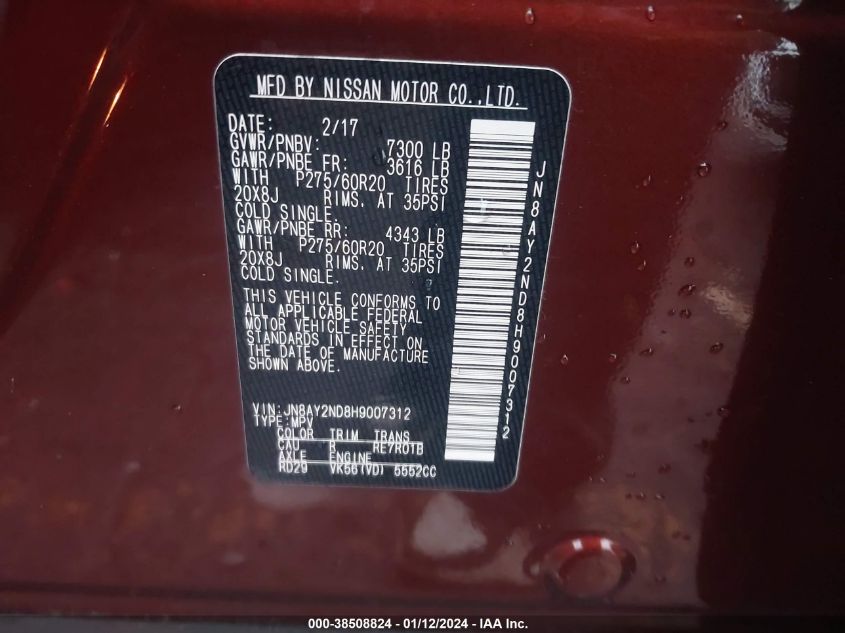 MFD BY NISSAN MOTOR CO.,LTD.
DATE: 2/17
GVWR/PNBV: 7300 LB
GAWR/PNBE FR: 3616 LB
WITH P275/60R20 TIRES
20X8J RIMS. AT 35PSI
COLD SINGLE.
GAWR/PNBE RR: 4343 LB
WITH P275/60R20 TIRES
20X8J RIMS. AT 35PSI
COLD SINGLE.
THIS VEHICLE CONFORMS TO
ALL APPLICABLE FEDERAL
MOTOR VEHICLE SAFETY
STANDARDS IN EFFECT ON
THE DATE OF MANUFACTURE
SHOWN ABOVE.
VIN:JN8AY2ND8H9007312
TYPE:MPV
COLOR TRIM TRANS
CAU R RE7R01B
AXLE ENGINE
RD29 VK56(VD) 5552CC
JN8AY2ND8H9007312
000-38508824 - 01/12/2024 - IAA Inc.